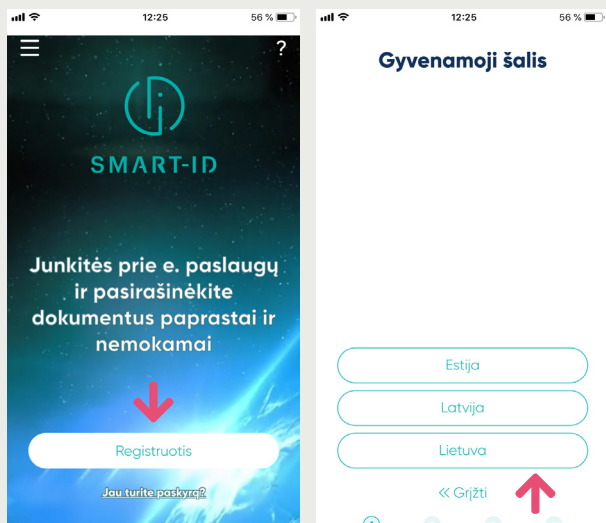 12:25
56 %
?
SMART-ID
Junkitės prie e. paslaugų
ir pasirašinėkite
dokumentus paprastai ir
nemokamai
Registruotis
Jau turite paskyrą?
12:25
56 %
Gyvenamoji šalis
Estija
Latvija
Lietuva
« Grįžti